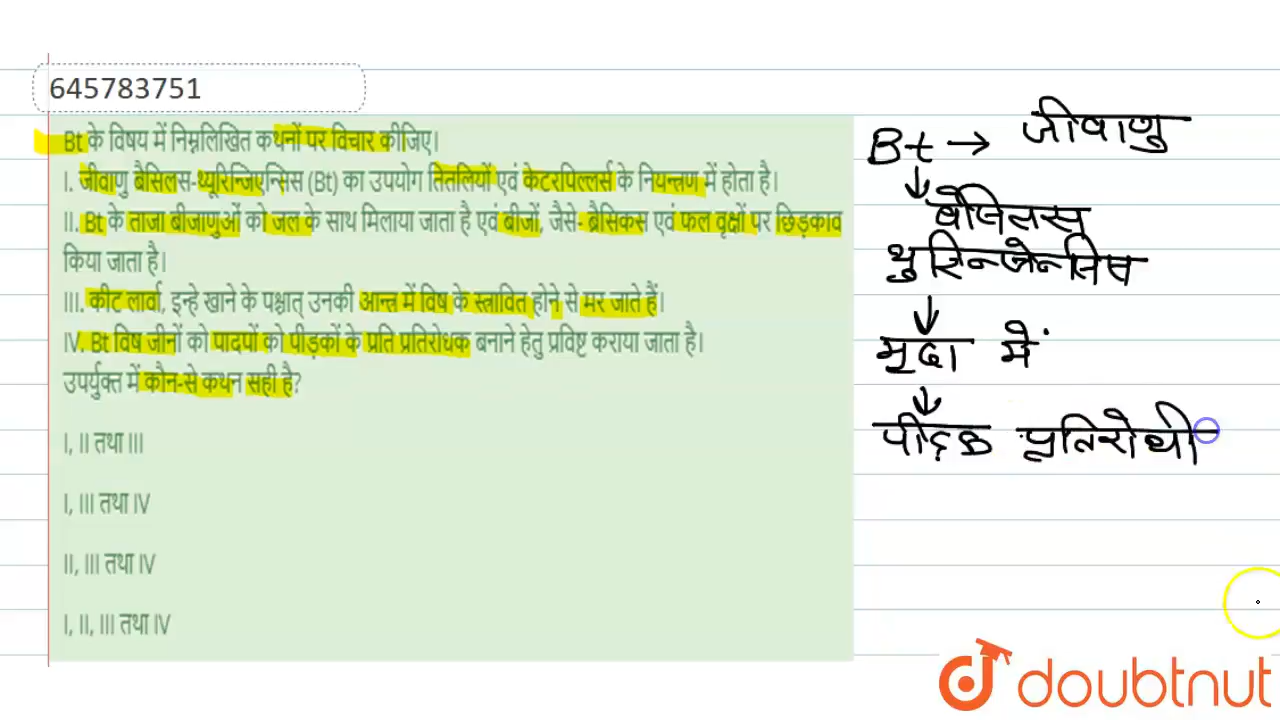 645783751
Bt के विषय में निम्नलिखित कथनों पर विचार कीजिए।
I. जीवाणु बैसिलस-थ्यूरिन्जिएन्सिस (Bt) का उपयोग तितलियों एवं केटरपिल्लर्स के नियन्त्रण में होता है।
II. Bt के ताजा बीजाणुओं को जल के साथ मिलाया जाता है एवं बीजों, जैसे- ब्रैसिकस एवं फल वृक्षों पर छिड़काव
किया जाता है।
III. कीट लार्वा, इन्हे खाने के पश्चात् उनकी आन्त्र में विष के स्त्रावित होने से मर जाते हैं।
IV. Bt विष जीनों को पादपों को पीड़कों के प्रति प्रतिरोधक बनाने हेतु प्रविष्ट कराया जाता है।
उपर्युक्त में कौन-से कथन सही है?
I, II तथा III
I, III तथा IV
II, III तथा IV
I, II, III तथा IV
Bt → जीवाणु
बैसिलस
थुरिन्जेनसिस
मृदा में
पीड़क प्रतिरोधी
doubtnut